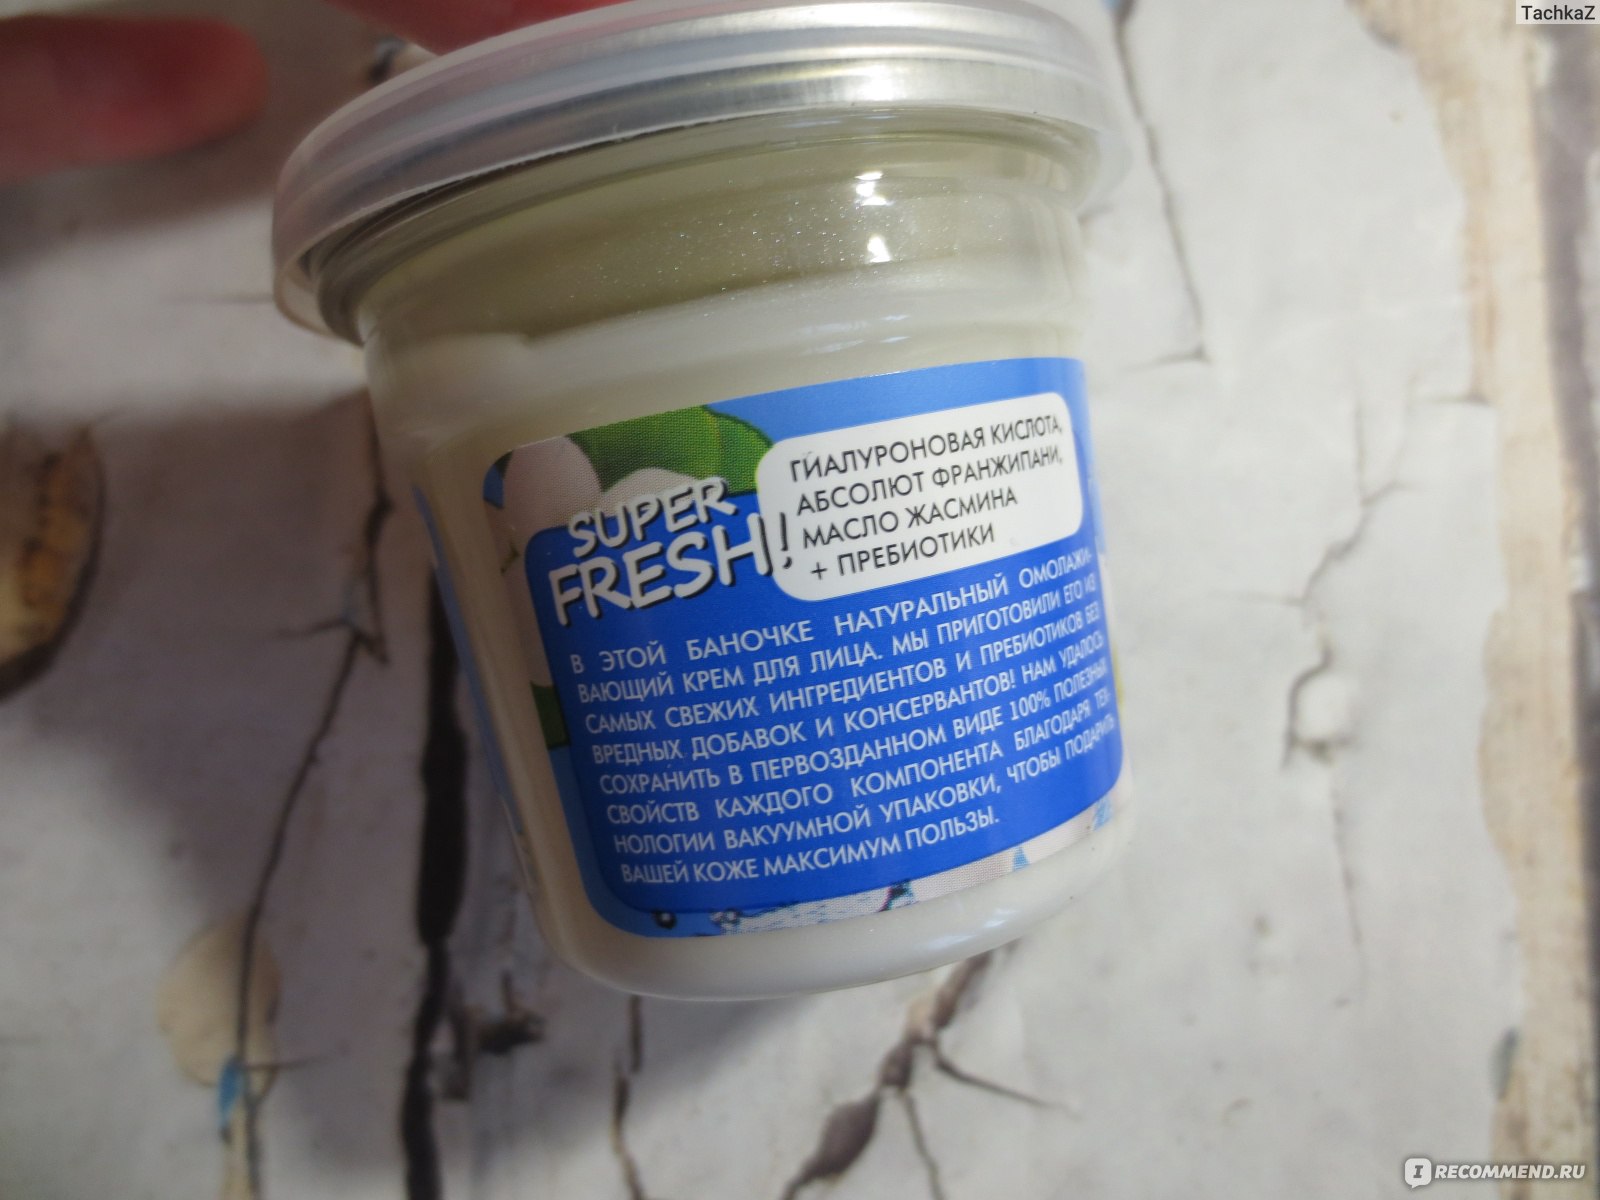 TachkaZ
SUPER
FRESH!
ГИАЛУРОНОВАЯ КИСЛОТА,
АБСОЛЮТ ФРАНЖИПАНИ,
МАСЛО ЖАСМИНА
+ ПРЕБИОТИКИ
В ЭТОЙ БАНОЧКЕ НАТУРАЛЬНЫЙ ОМОЛАЖИ-
ВАЮЩИЙ КРЕМ ДЛЯ ЛИЦА. МЫ ПРИГОТОВИЛИ ЕГО ИЗ
САМЫХ СВЕЖИХ ИНГРЕДИЕНТОВ И ПРЕБИОТИКОВ БЕЗ
ВРЕДНЫХ ДОБАВОК И КОНСЕРВАНТОВ! НАМ УДАЛОСЬ
СОХРАНИТЬ В ПЕРВОЗДАННОМ ВИДЕ 100% ПОЛЕЗНЫХ
СВОЙСТВ КАЖДОГО КОМПОНЕНТА БЛАГОДАРЯ ТЕХ-
НОЛОГИИ ВАКУУМНОЙ УПАКОВКИ, ЧТОБЫ ПОДАРИТЬ
ВАШЕЙ КОЖЕ МАКСИМУМ ПОЛЬЗЫ.
IRECOMMEND.RU